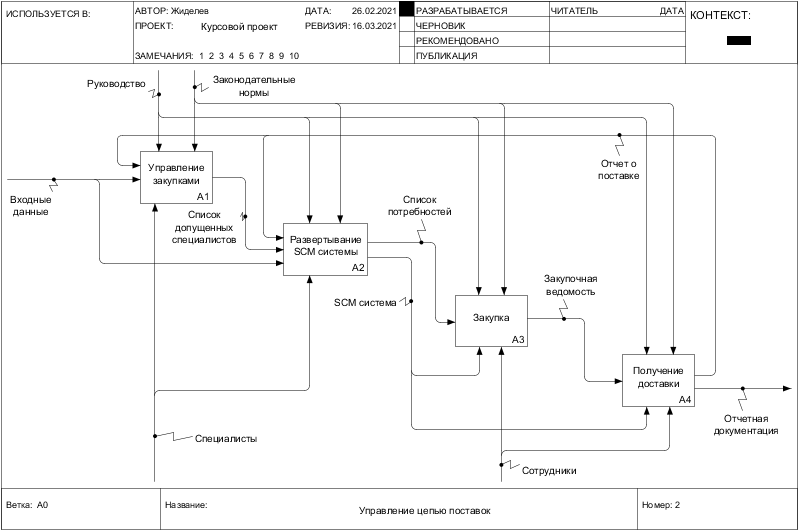 ИСПОЛЬЗУЕТСЯ В:
АВТОР: Жиделев
ДАТА: 26.02.2021
ПРОЕКТ: Курсовой проект
РЕВИЗИЯ: 16.03.2021
ЗАМЕЧАНИЯ: 1 2 3 4 5 6 7 8 9 10
РАЗРАБАТЫВАЕТСЯ
ЧЕРНОВИК
РЕКОМЕНДОВАНО
ПУБЛИКАЦИЯ
ЧИТАТЕЛЬ
ДАТА
КОНТЕКСТ:
Руководство
Законодательные
нормы
Управление
закупками
A1
Входные
данные
Список
допущенных
специалистов
Отчет о
поставке
Список
потребностей
Развертывание
SCM системы
A2
SCM система
Закупочная
ведомость
Закупка
A3
Получение
доставки
A4
Отчетная
документация
Специалисты
Сотрудники
Ветка: A0
Название:
Управление цепью поставок
Номер: 2